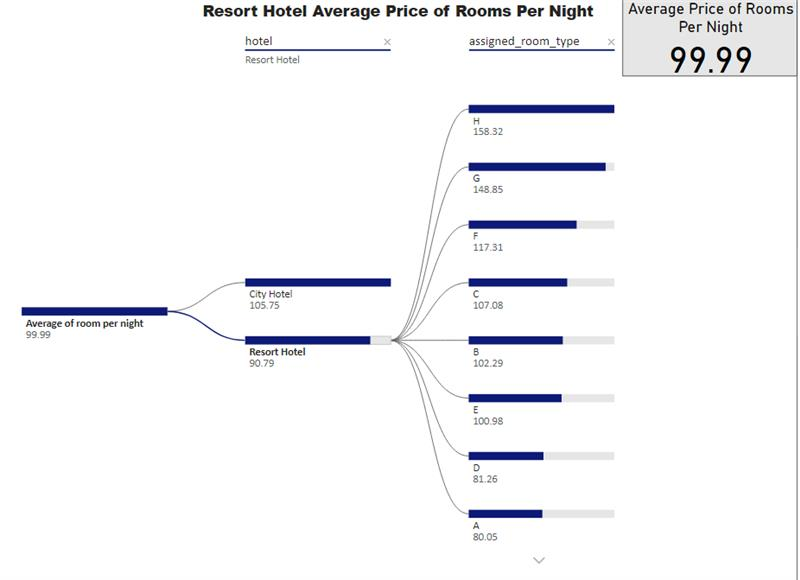 Resort Hotel Average Price of Rooms Per Night
Average Price of Rooms
Per Night
99.99
hotel
Resort Hotel
assigned_room_type
H
158.32
G
148.85
F
117.31
C
107.08
B
102.29
E
100.98
D
81.26
A
80.05
City Hotel
105.75
Resort Hotel
90.79
Average of room per night
99.99